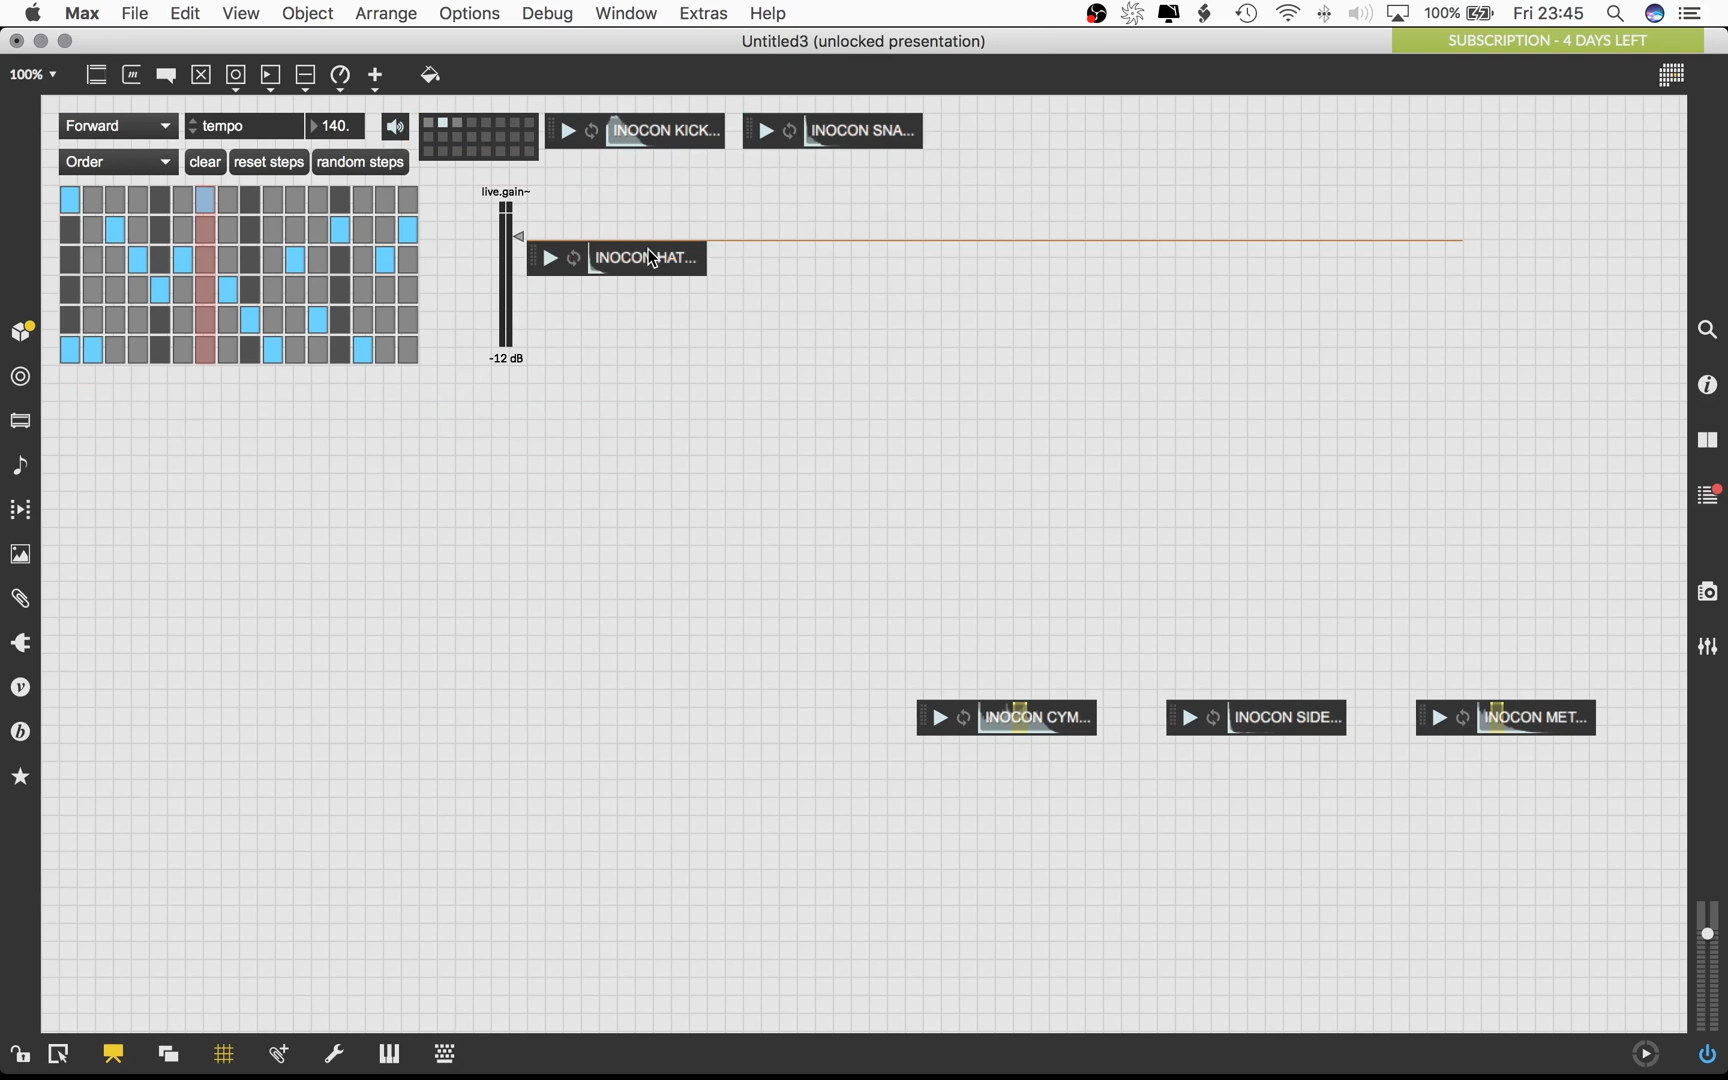 Max File Edit View Object Arrange Options Debug Window Extras Help 100% Fri 23:45
Untitled3 (unlocked presentation) SUBSCRIPTION - 4 DAYS LEFT
100% m
Forward tempo 140. INOCON KICK... INOCON SNA...
Order clear reset steps random steps
live.gain~
INOCON HAT...
-12 dB
INOCON CYM... INOCON SIDE... INOCON MET...
v
b